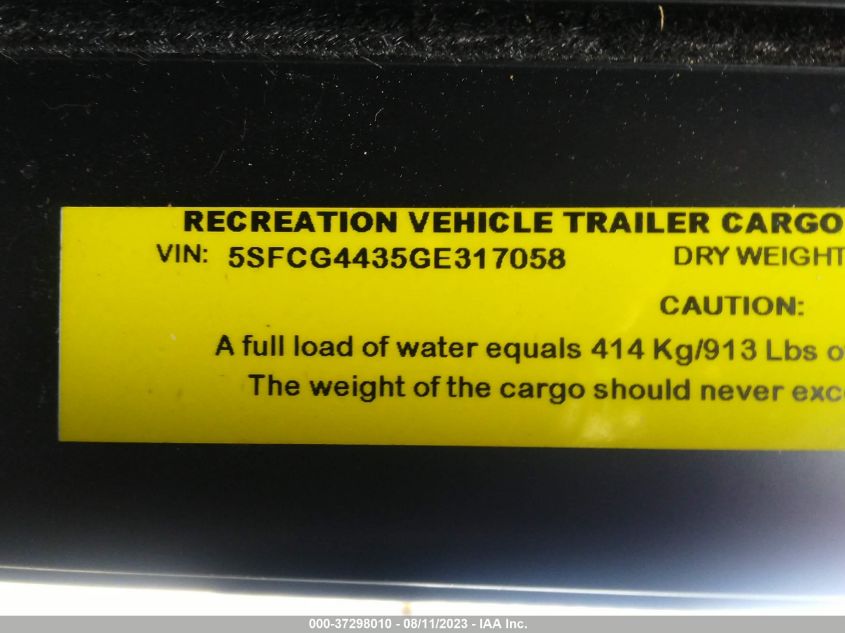 RECREATION VEHICLE TRAILER CARGO
VIN: 5SFCG4435GE317058 DRY WEIGHT
CAUTION:
A full load of water equals 414 Kg/913 Lbs o
The weight of the cargo should never exc
000-37298010 - 08/11/2023 - IAA Inc.